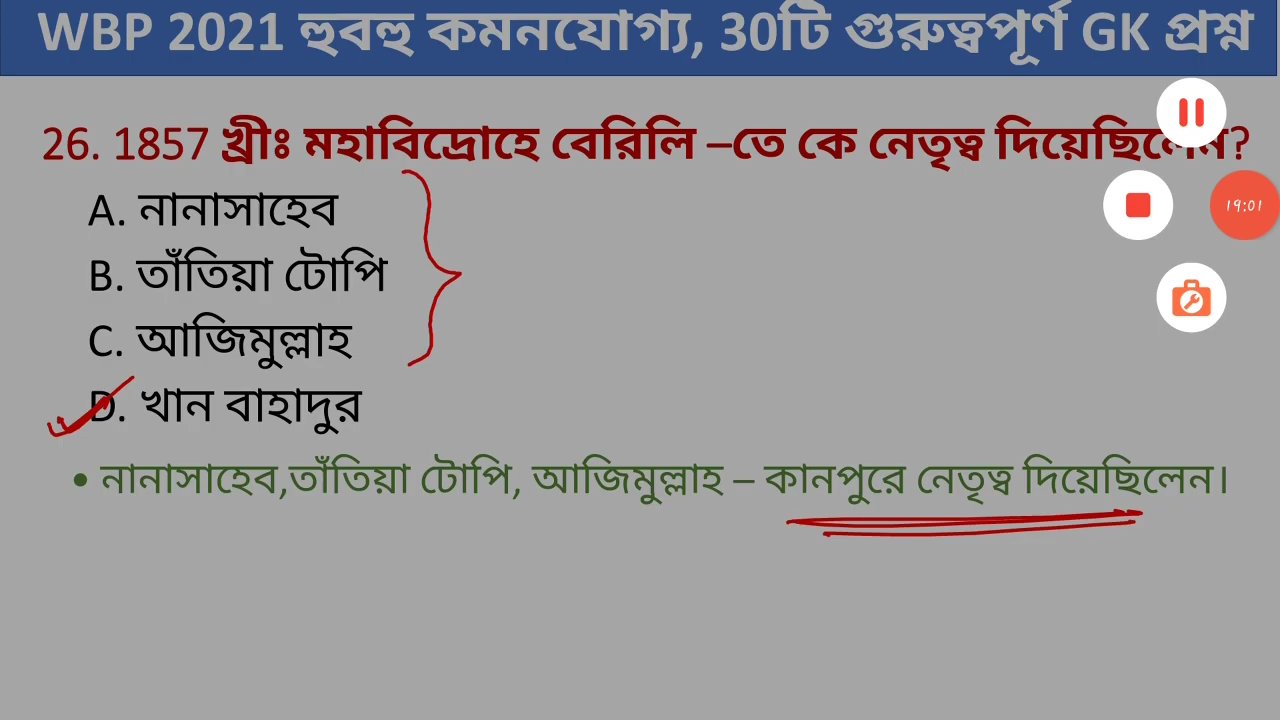 WBP 2021 হুবহু কমনযোগ্য, 30টি গুরুত্বপূর্ণ GK প্রশ্ন
26. 1857 খ্রীঃ মহাবিদ্রোহে বেরিলি –তে কে নেতৃত্ব দিয়েছিলেন?
A. নানাসাহেব
B. তাঁতিয়া টোপি
19:01
C. আজিমুল্লাহ
D. খান বাহাদুর
• নানাসাহেব,তাঁতিয়া টোপি, আজিমুল্লাহ – কানপুরে নেতৃত্ব দিয়েছিলেন।